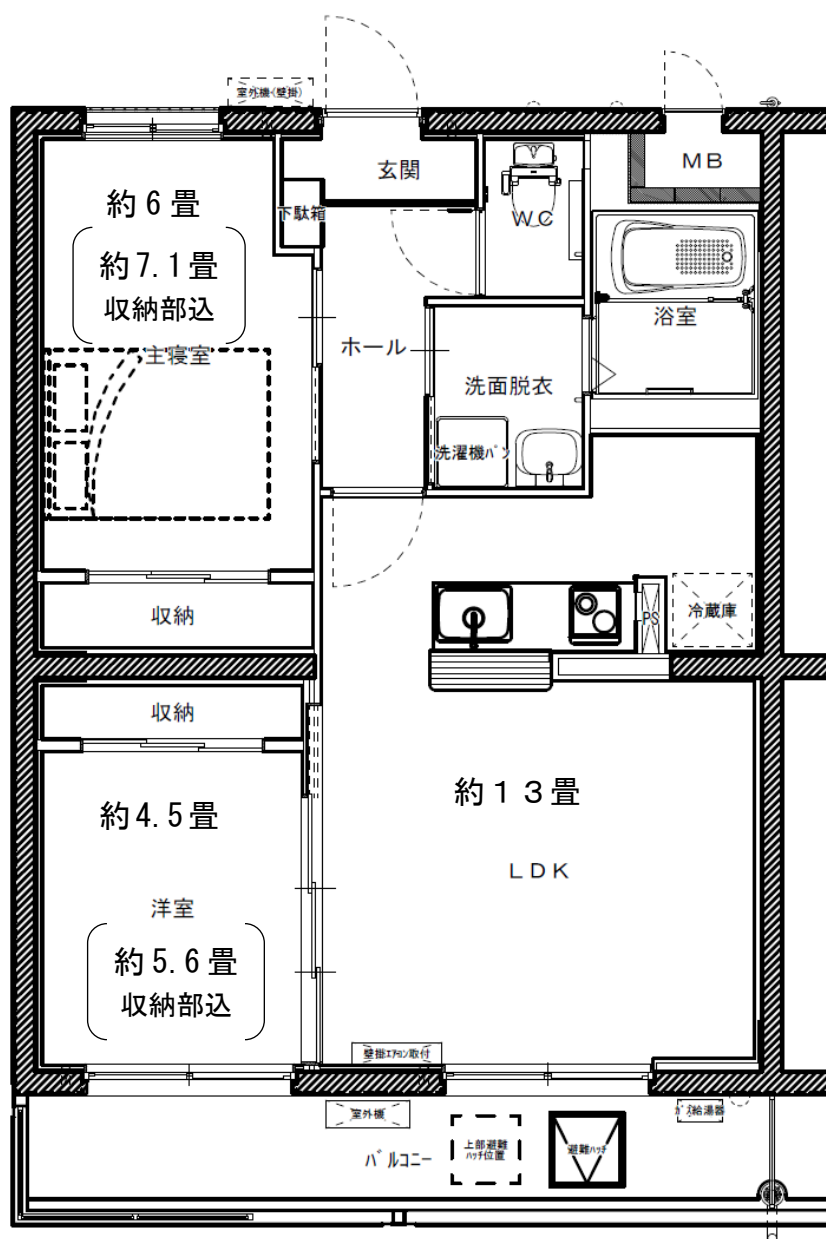 室外機(壁掛)
玄関
MB
約6畳
下駄箱
WC
約7.1畳
収納部込
浴室
主寝室
ホール
洗面脱衣
洗濯機パン
収納
PS
冷蔵庫
収納
約4.5畳
約13畳
LDK
洋室
約5.6畳
収納部込
壁掛エアコン取付
室外機
ガス給湯器
バルコニー
上部避難
ハッチ位置
避難ハッチ